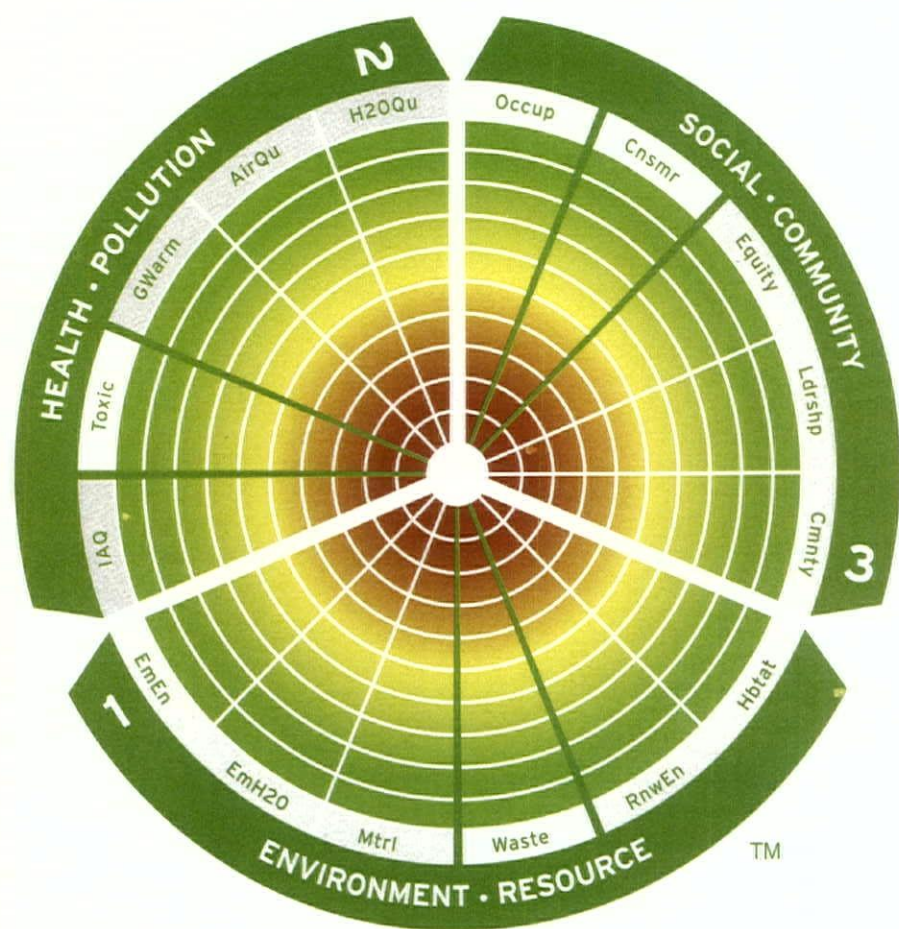 2
HEALTH · POLLUTION
IAQ
Toxic
GWarm
AirQu
H2OQu
SOCIAL · COMMUNITY
3
Occup
Cnsmr
Equity
Ldrshp
Cmnty
1
ENVIRONMENT · RESOURCE
EmEn
EmH2O
Mtrl
Waste
RnwEn
Hbtat
TM